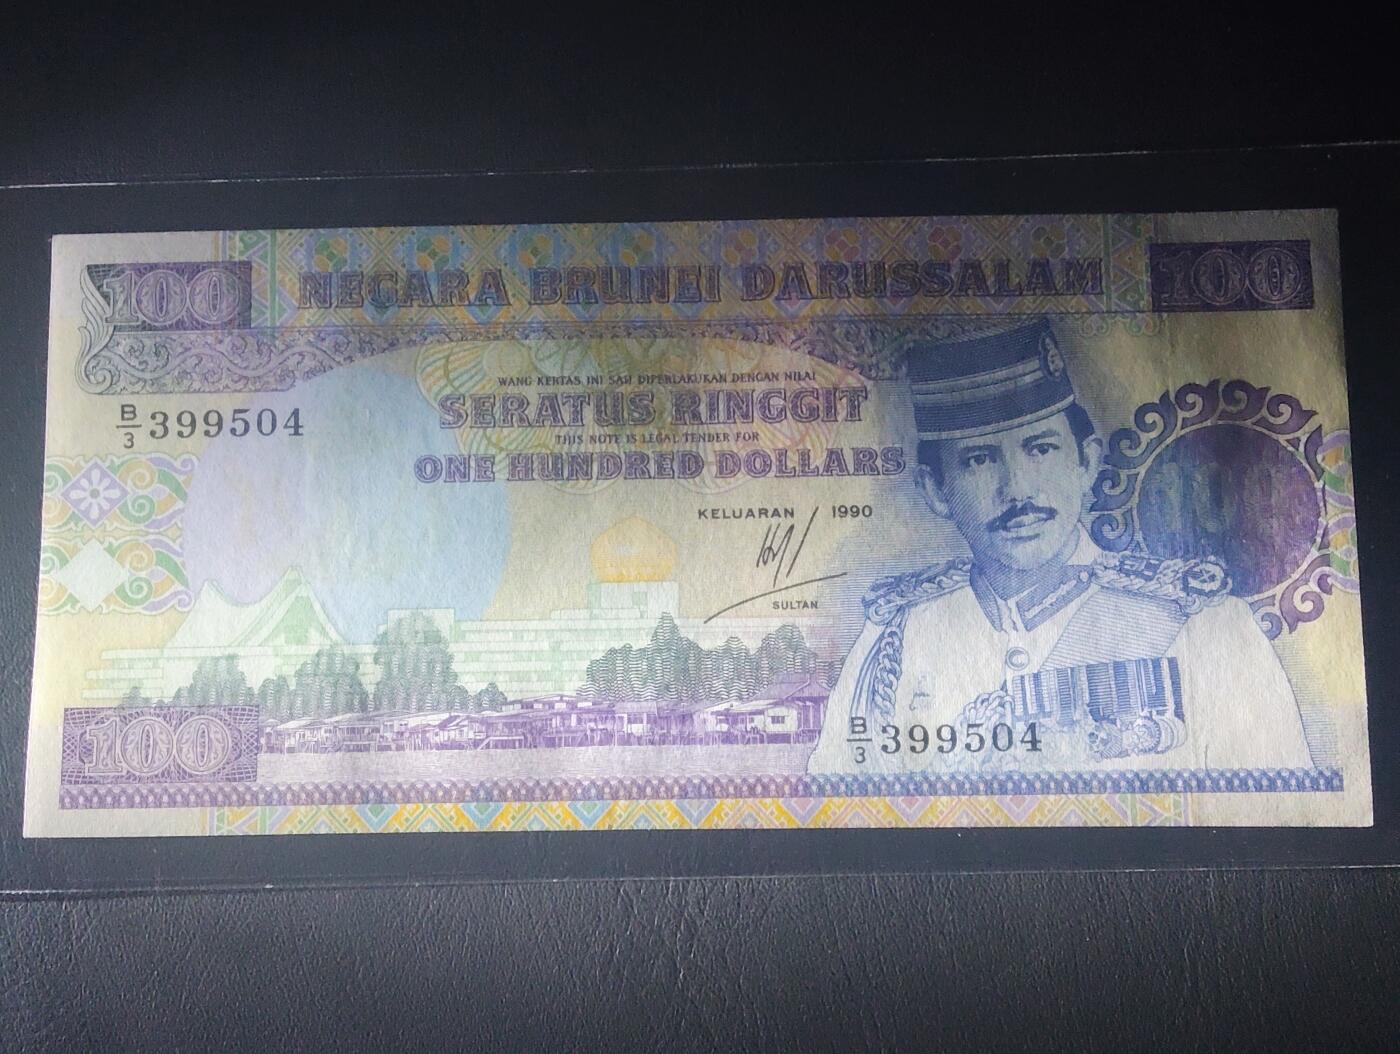 100 NEGARA BRUNEI DARUSSALAM 100
WANG KERTAS INI SAH DIPERLAKUKAN DENGAN NILAI
SERATUS RINGGIT
B/3 399504
THIS NOTE IS LEGAL TENDER FOR
ONE HUNDRED DOLLARS
KELUARAN 1990
SULTAN
100
B/3 399504